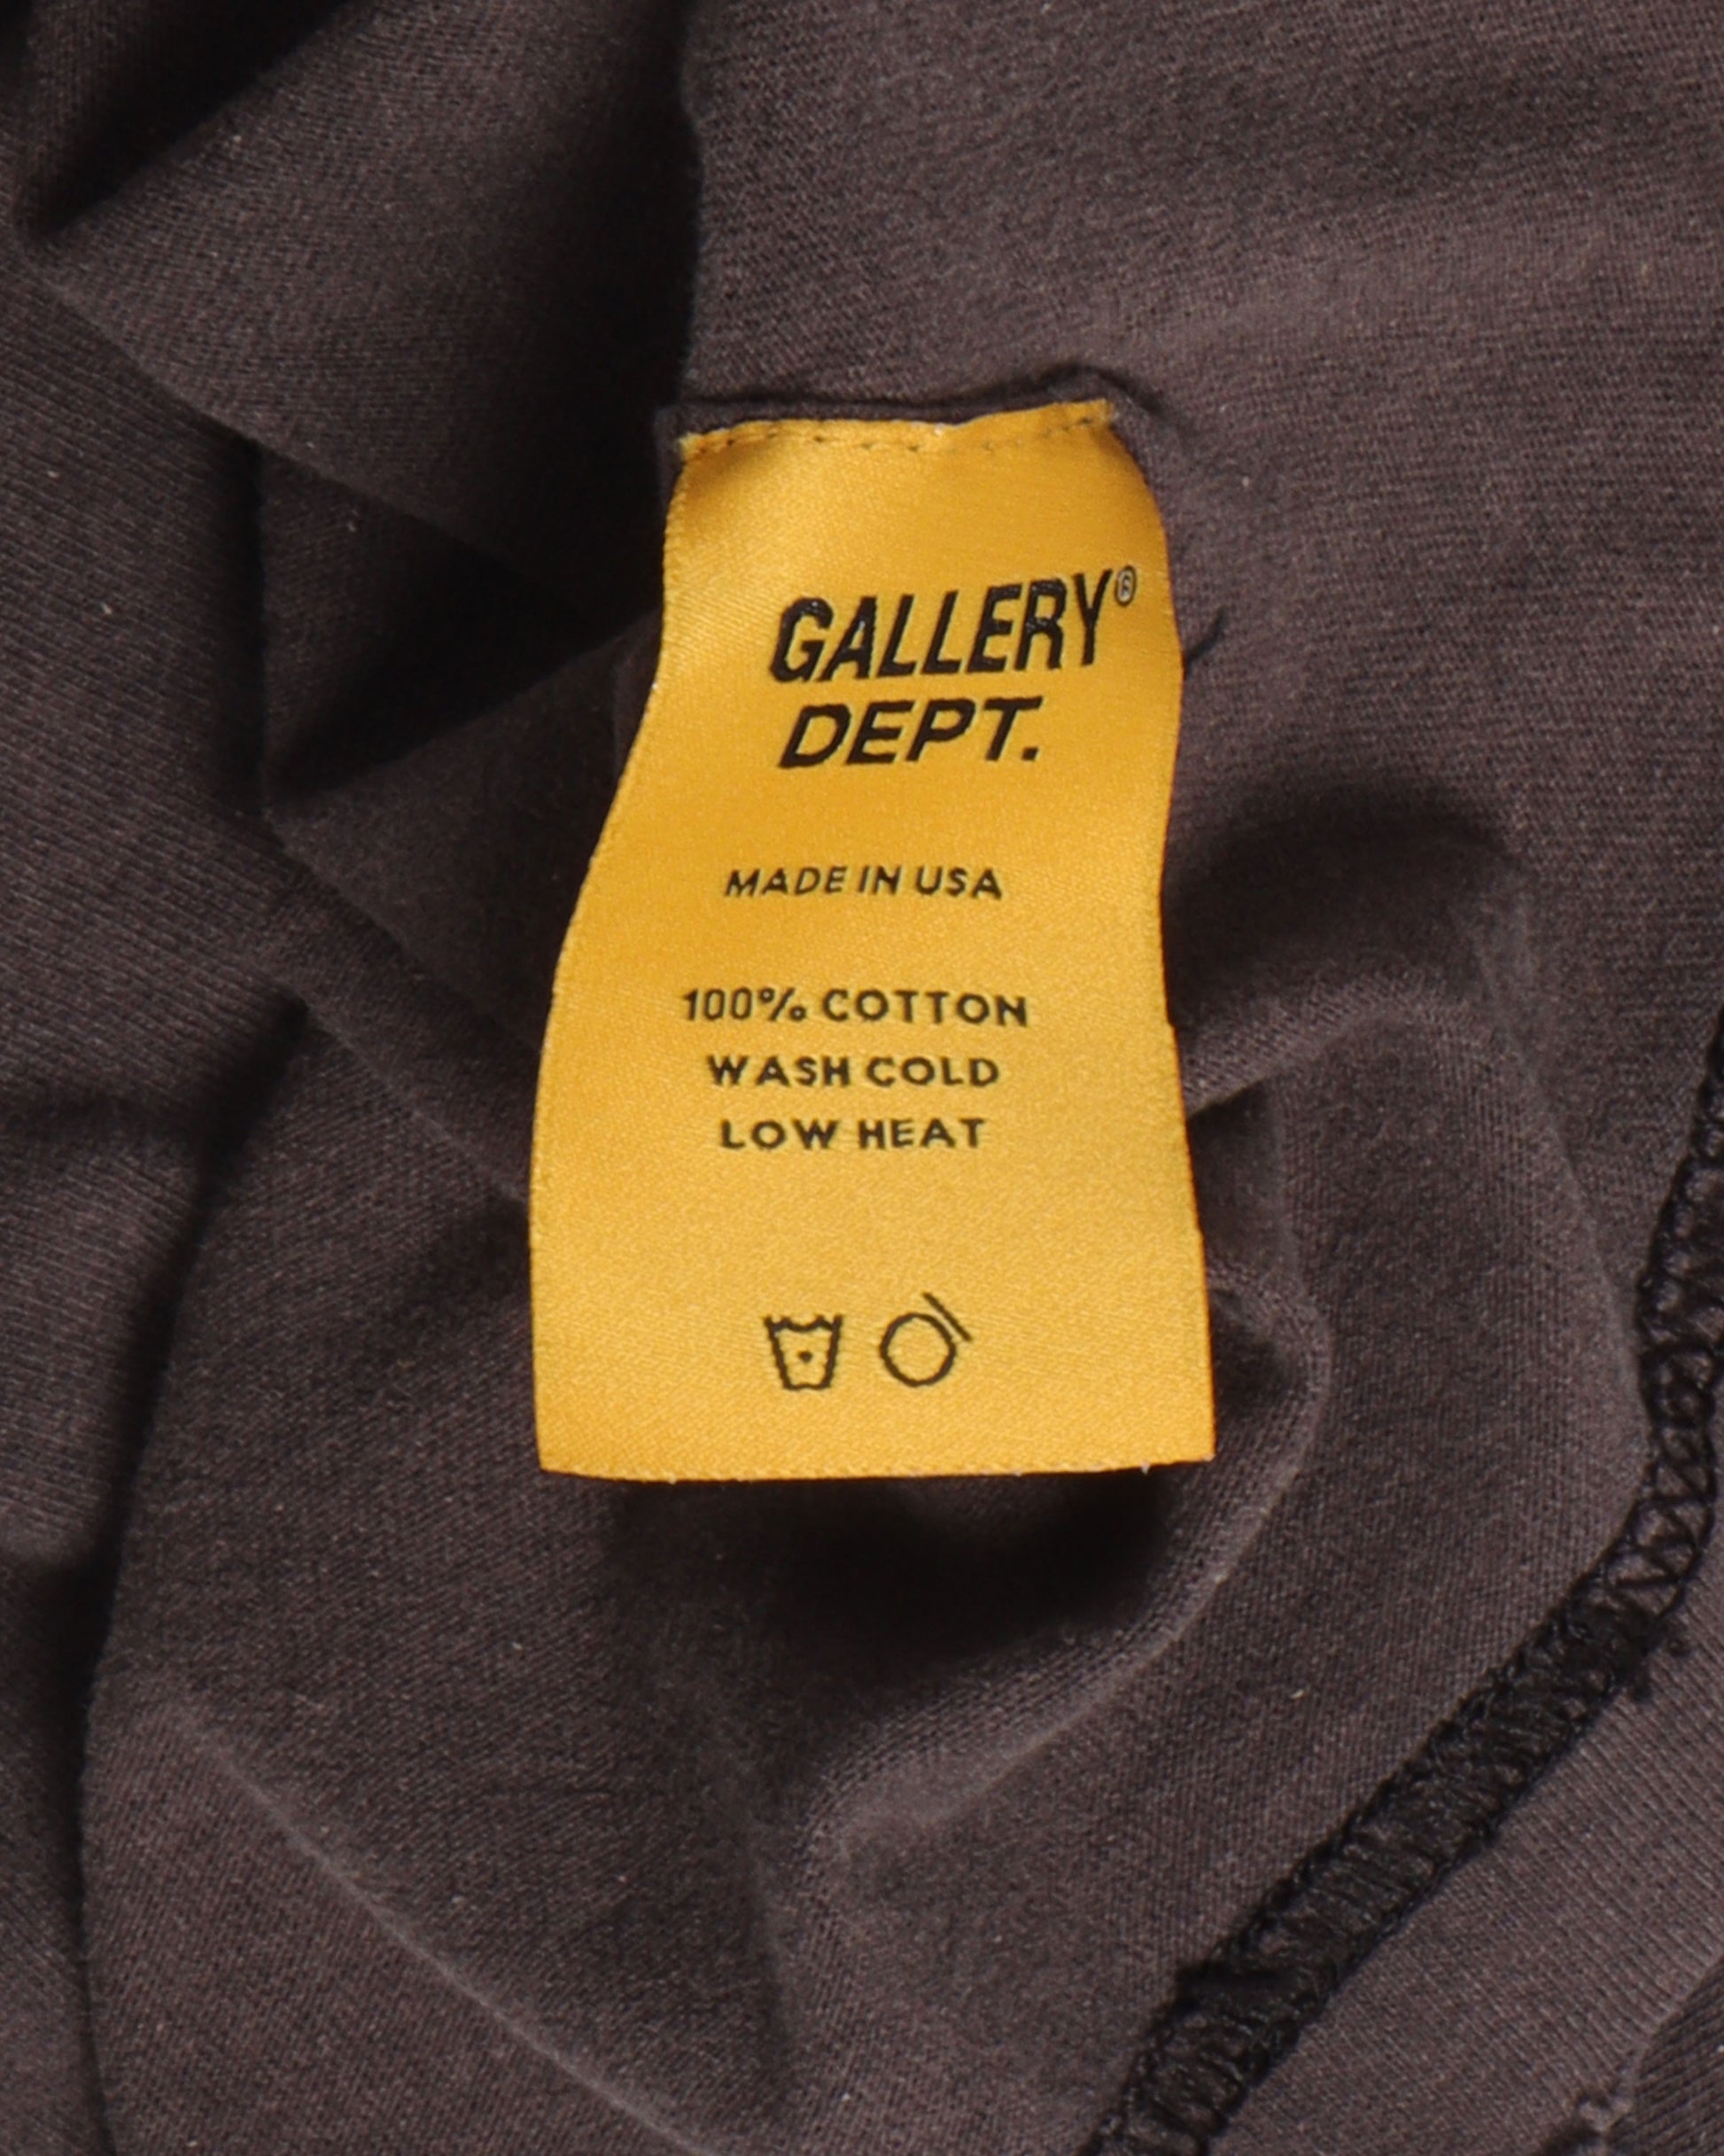 GALLERY®
DEPT.
MADE IN USA
100% COTTON
WASH COLD
LOW HEAT